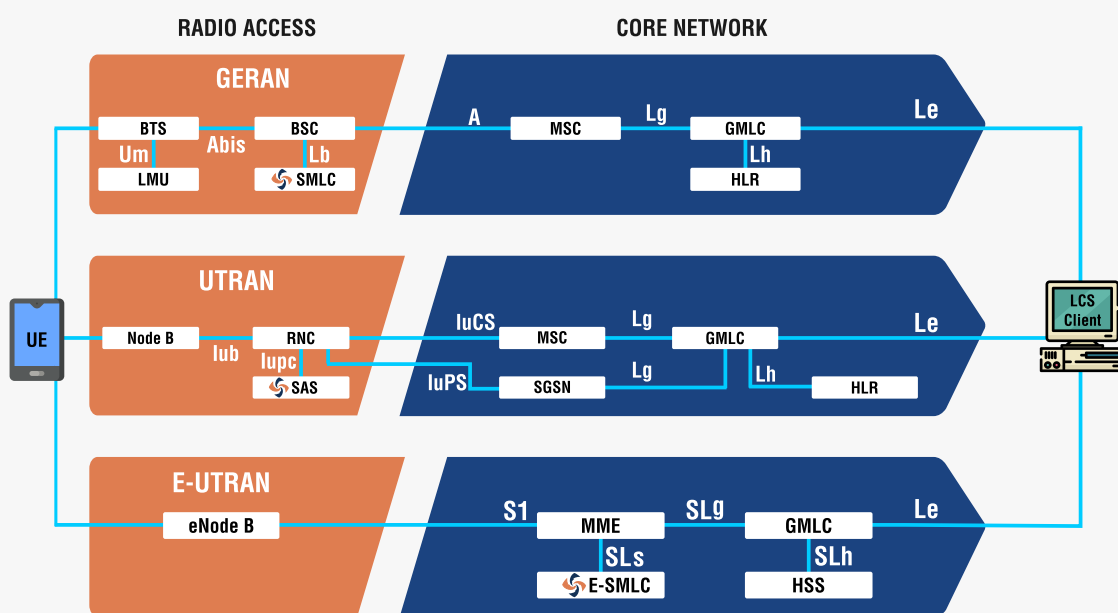 RADIO ACCESS
CORE NETWORK
GERAN
BTS
BSC
A
MSC
Lg
GMLC
Le
Um
Abis
Lb
Lh
LMU
SMLC
HLR
UTRAN
UE
Node B
Iub
RNC
IuCS
MSC
Lg
GMLC
Le
LCS
Client
Iupc
IuPS
SAS
SGSN
Lg
Lh
HLR
E-UTRAN
eNode B
S1
MME
SLg
GMLC
Le
SLs
SLh
E-SMLC
HSS